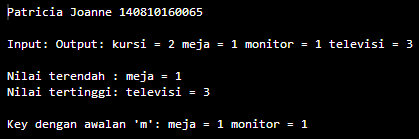 Patricia Joanne 140810160065
Input: Output: kursi = 2 meja = 1 monitor = 1 televisi = 3
Nilai terendah : meja = 1
Nilai tertinggi: televisi = 3
Key dengan awalan 'm': meja = 1 monitor = 1